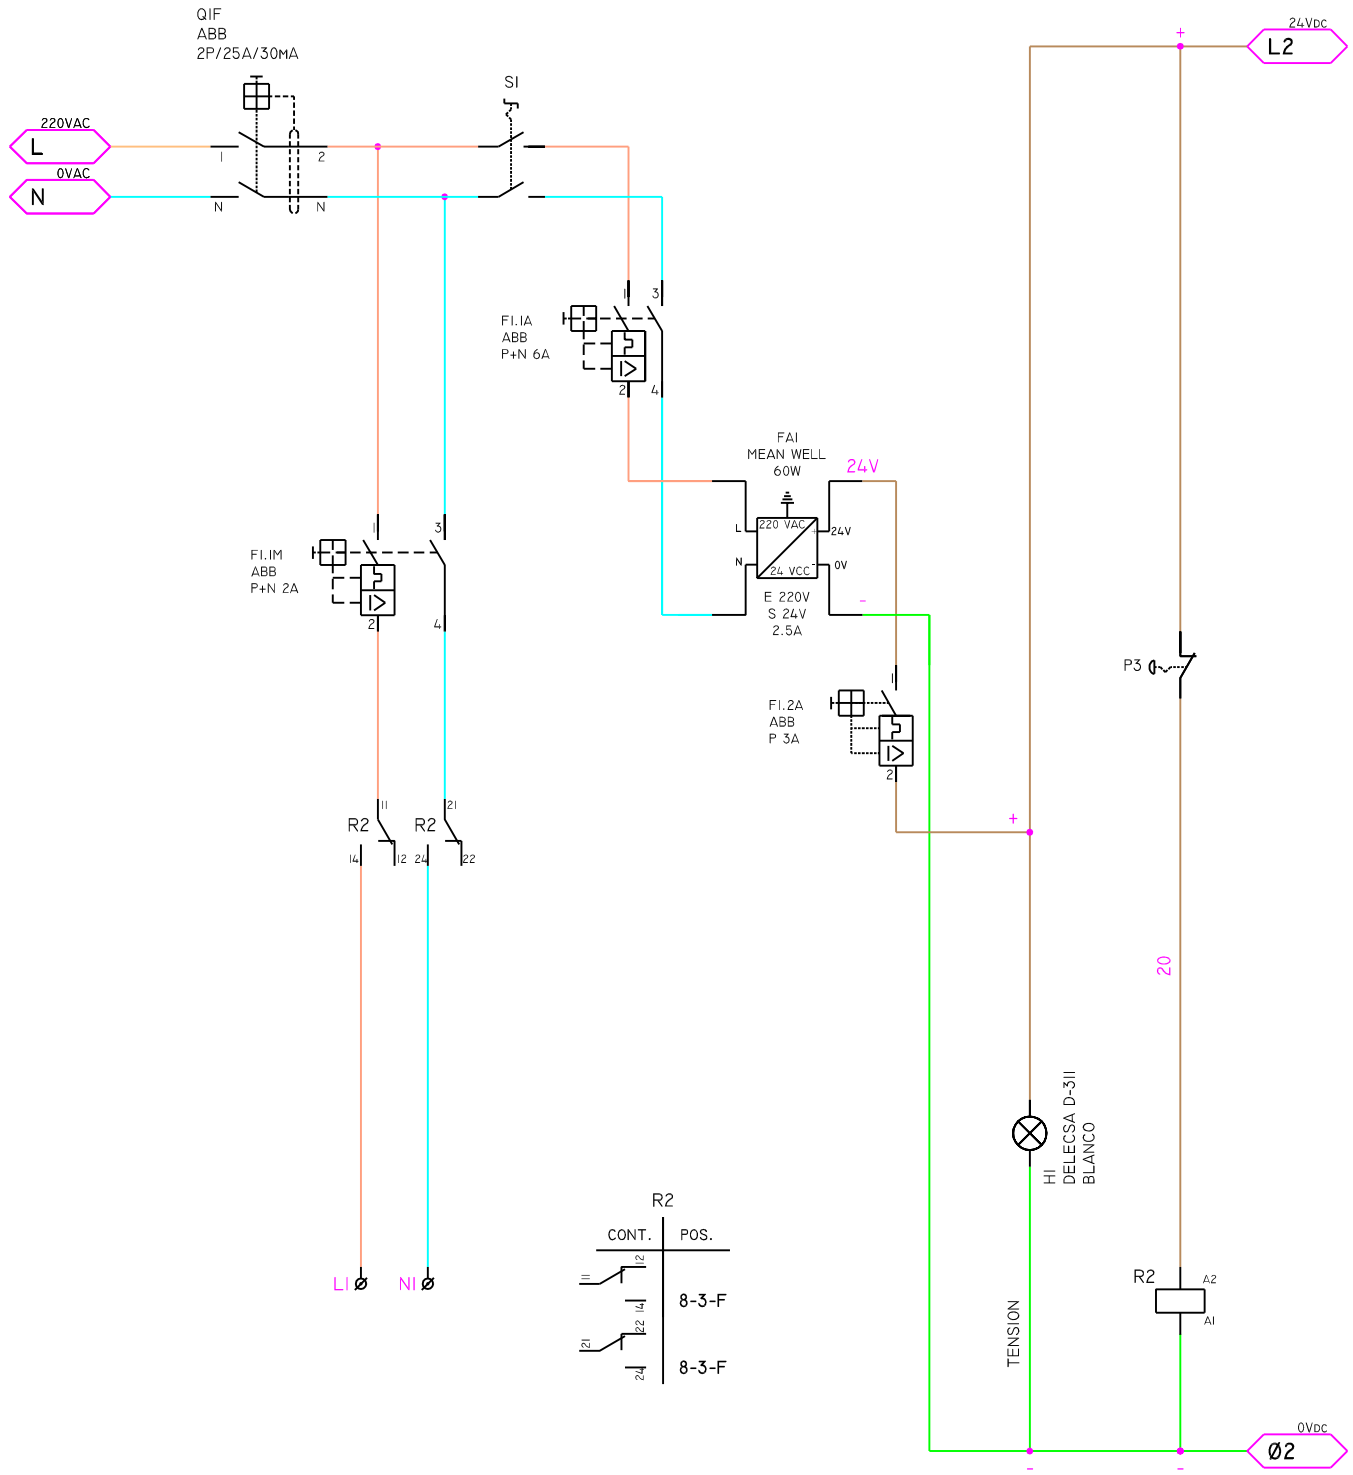 QIF
ABB
2P/25A/30MA
SI
24VDC
+
L2
220VAC
L
1
2
0VAC
N
N
N
1
3
F1.1A
ABB
P+N 6A
2
4
FA1
MEAN WELL
60W
24V
L
220 VAC
+
24V
N
24 VCC
-
0V
-
E 220V
S 24V
2.5A
1
3
F1.1M
ABB
P+N 2A
2
4
P3
1
F1.2A
ABB
P 3A
2
+
11
21
R2
R2
14
12
24
22
20
H1
DELECSA D-311
BLANCO
R2
CONT.
POS.
11
12
14
8-3-F
21
22
24
8-3-F
L1
N1
R2
A2
A1
TENSION
0VDC
Ø2
-
-